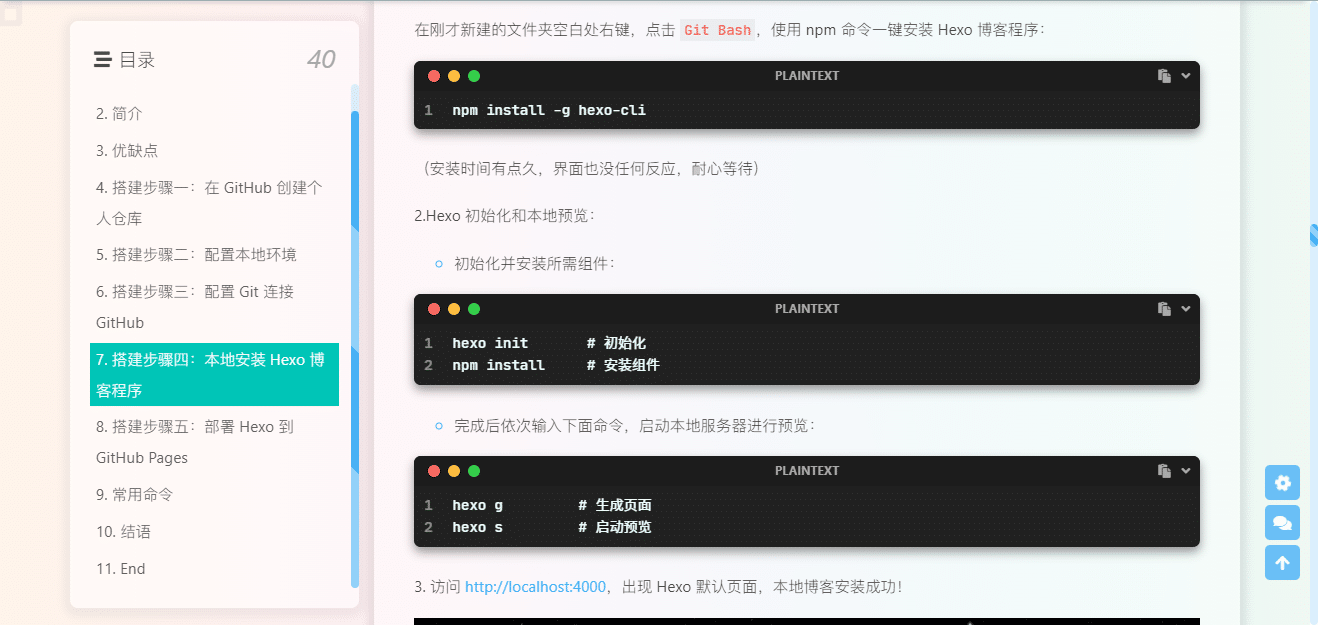 目录 40
2. 简介
3. 优缺点
4. 搭建步骤一：在 GitHub 创建个
人仓库
5. 搭建步骤二：配置本地环境
6. 搭建步骤三：配置 Git 连接
GitHub
7. 搭建步骤四：本地安装 Hexo 博
客程序
8. 搭建步骤五：部署 Hexo 到
GitHub Pages
9. 常用命令
10. 结语
11. End
在刚才新建的文件夹空白处右键，点击 Git Bash，使用 npm 命令一键安装 Hexo 博客程序：
PLAINTEXT
1 npm install -g hexo-cli
（安装时间有点久，界面也没任何反应，耐心等待）
2.Hexo 初始化和本地预览：
初始化并安装所需组件：
PLAINTEXT
1 hexo init # 初始化
2 npm install # 安装组件
完成后依次输入下面命令，启动本地服务器进行预览：
PLAINTEXT
1 hexo g # 生成页面
2 hexo s # 启动预览
3. 访问 http://localhost:4000，出现 Hexo 默认页面，本地博客安装成功！